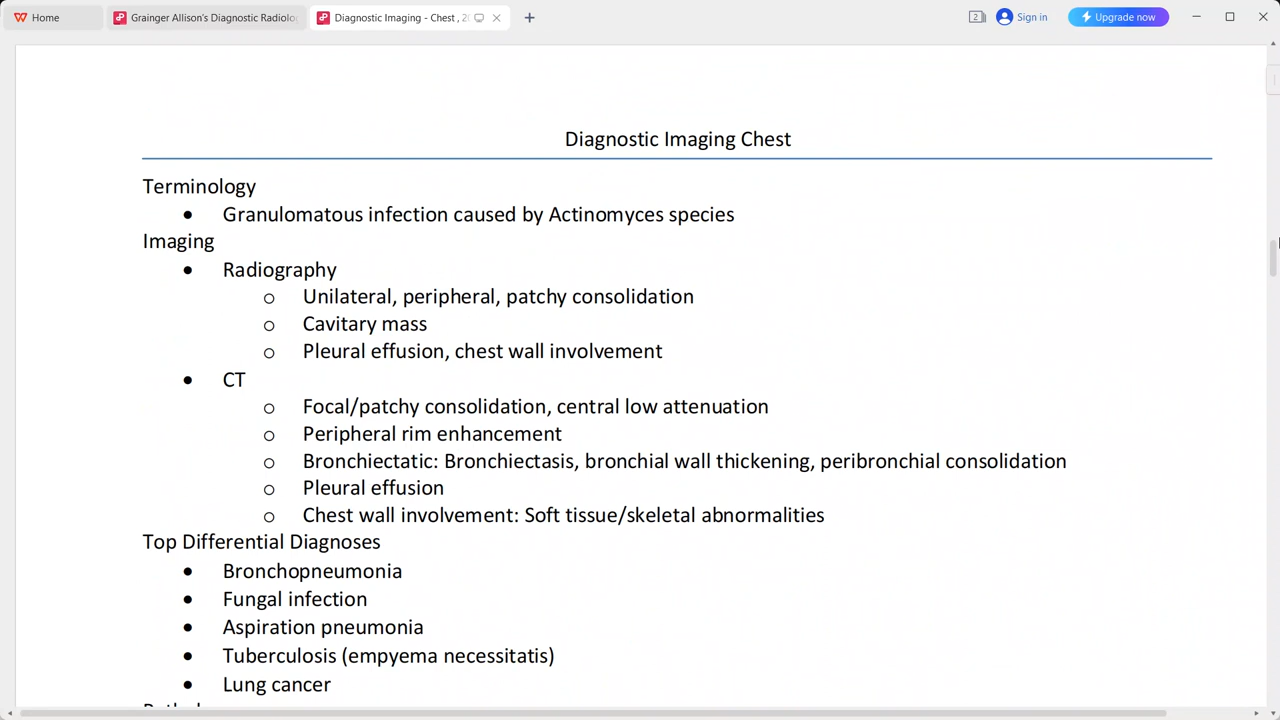 Home
Grainger Allison's Diagnostic Radiolo
Diagnostic Imaging - Chest , 2
2
Sign in
Upgrade now
Diagnostic Imaging Chest
Terminology
• Granulomatous infection caused by Actinomyces species
Imaging
• Radiography
o Unilateral, peripheral, patchy consolidation
o Cavitary mass
o Pleural effusion, chest wall involvement
• CT
o Focal/patchy consolidation, central low attenuation
o Peripheral rim enhancement
o Bronchiectatic: Bronchiectasis, bronchial wall thickening, peribronchial consolidation
o Pleural effusion
o Chest wall involvement: Soft tissue/skeletal abnormalities
Top Differential Diagnoses
• Bronchopneumonia
• Fungal infection
• Aspiration pneumonia
• Tuberculosis (empyema necessitatis)
• Lung cancer